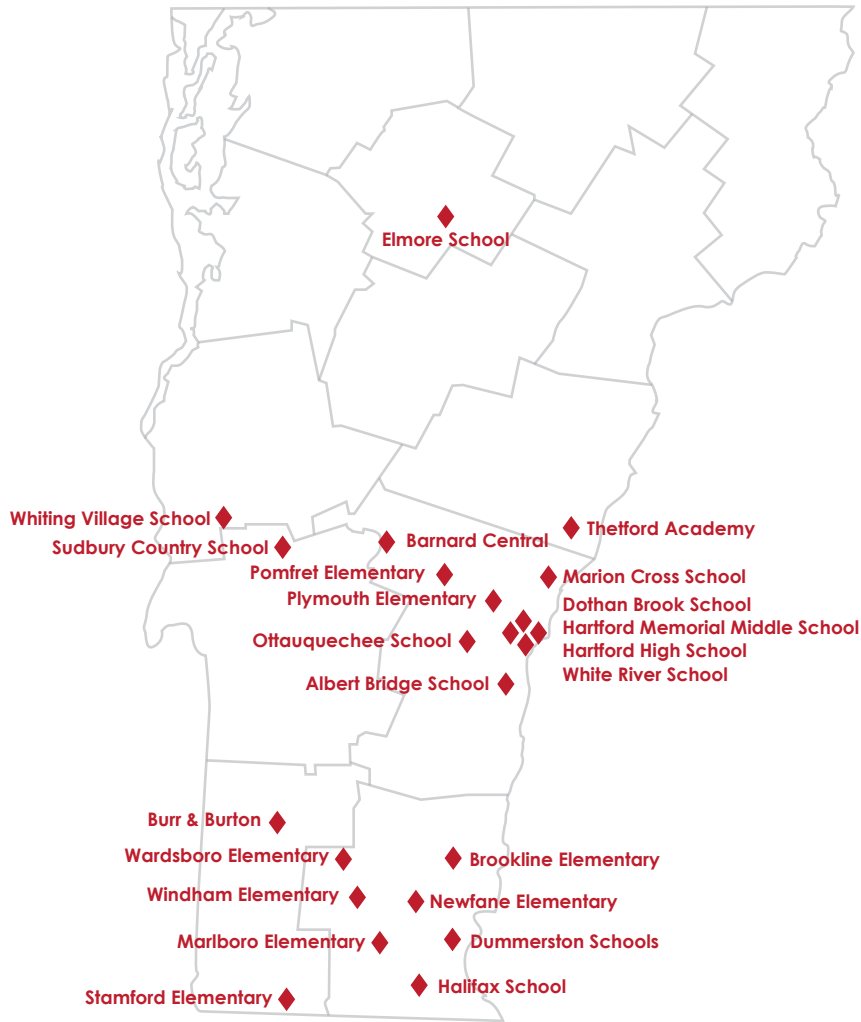 Elmore School
Whiting Village School
Thetford Academy
Sudbury Country School
Barnard Central
Pomfret Elementary
Marion Cross School
Plymouth Elementary
Dothan Brook School
Hartford Memorial Middle School
Ottauquechee School
Hartford High School
White River School
Albert Bridge School
Burr & Burton
Wardsboro Elementary
Brookline Elementary
Windham Elementary
Newfane Elementary
Marlboro Elementary
Dummerston Schools
Halifax School
Stamford Elementary